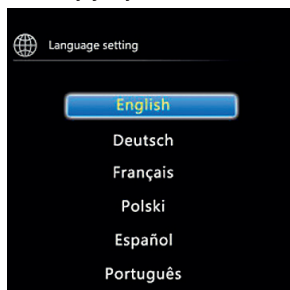 Language setting
English
Deutsch
Français
Polski
Español
Português